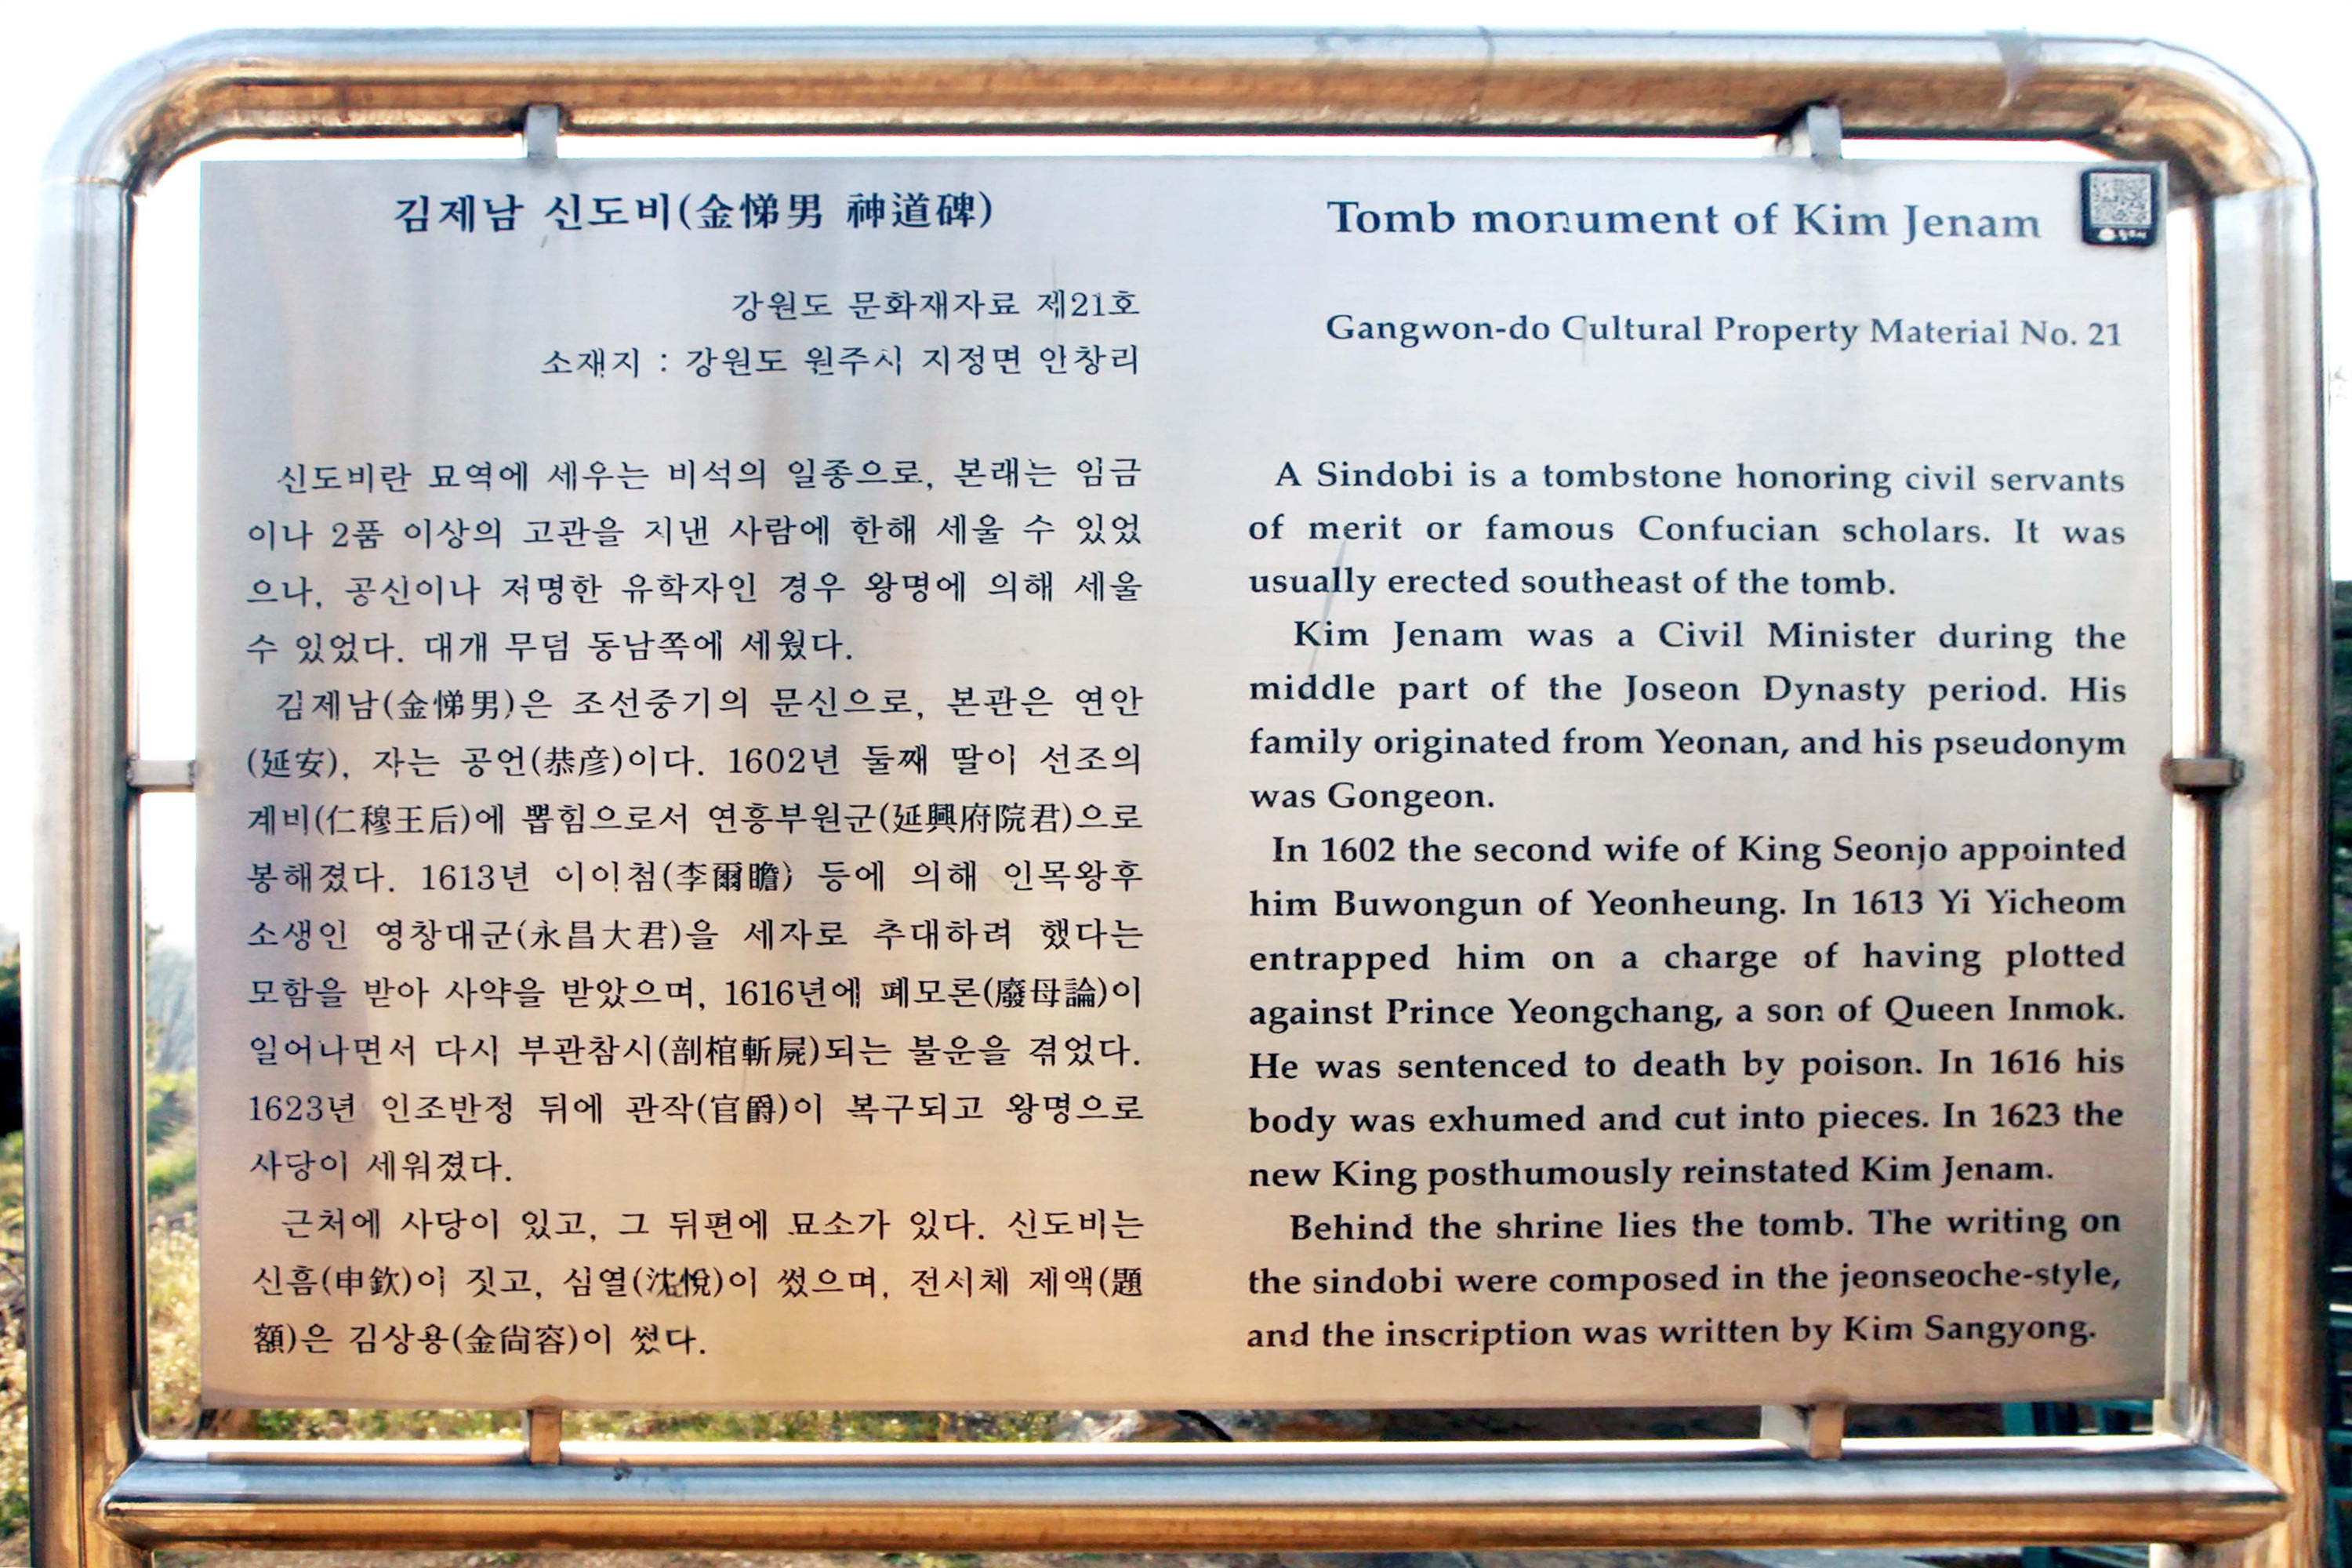 김제남 신도비(金悌男 神道碑)
강원도 문화재자료 제21호
소재지 : 강원도 원주시 지정면 안창리
신도비란 묘역에 세우는 비석의 일종으로, 본래는 임금
이나 2품 이상의 고관을 지낸 사람에 한해 세울 수 있었
으나, 공신이나 저명한 유학자인 경우 왕명에 의해 세울
수 있었다. 대개 무덤 동남쪽에 세웠다.
김제남(金悌男)은 조선중기의 문신으로, 본관은 연안
(延安), 자는 공언(恭彦)이다. 1602년 둘째 딸이 선조의
계비(仁穆王后)에 뽑힘으로서 연흥부원군(延興府院君)으로
봉해졌다. 1613년 이이첨(李爾瞻) 등에 의해 인목왕후
소생인 영창대군(永昌大君)을 세자로 추대하려 했다는
모함을 받아 사약을 받았으며, 1616년에 폐모론(廢母論)이
일어나면서 다시 부관참시(剖棺斬屍)되는 불운을 겪었다.
1623년 인조반정 뒤에 관작(官爵)이 복구되고 왕명으로
사당이 세워졌다.
근처에 사당이 있고, 그 뒤편에 묘소가 있다. 신도비는
신흠(申欽)이 짓고, 심열(沈悅)이 썼으며, 전서체 제액(題
額)은 김상용(金尙容)이 썼다.
Tomb monument of Kim Jenam
Gangwon-do Cultural Property Material No. 21
A Sindobi is a tombstone honoring civil servants
of merit or famous Confucian scholars. It was
usually erected southeast of the tomb.
Kim Jenam was a Civil Minister during the
middle part of the Joseon Dynasty period. His
family originated from Yeonan, and his pseudonym
was Gongeon.
In 1602 the second wife of King Seonjo appointed
him Buwongun of Yeonheung. In 1613 Yi Yicheom
entrapped him on a charge of having plotted
against Prince Yeongchang, a son of Queen Inmok.
He was sentenced to death by poison. In 1616 his
body was exhumed and cut into pieces. In 1623 the
new King posthumously reinstated Kim Jenam.
Behind the shrine lies the tomb. The writing on
the sindobi were composed in the jeonseoche-style,
and the inscription was written by Kim Sangyong.